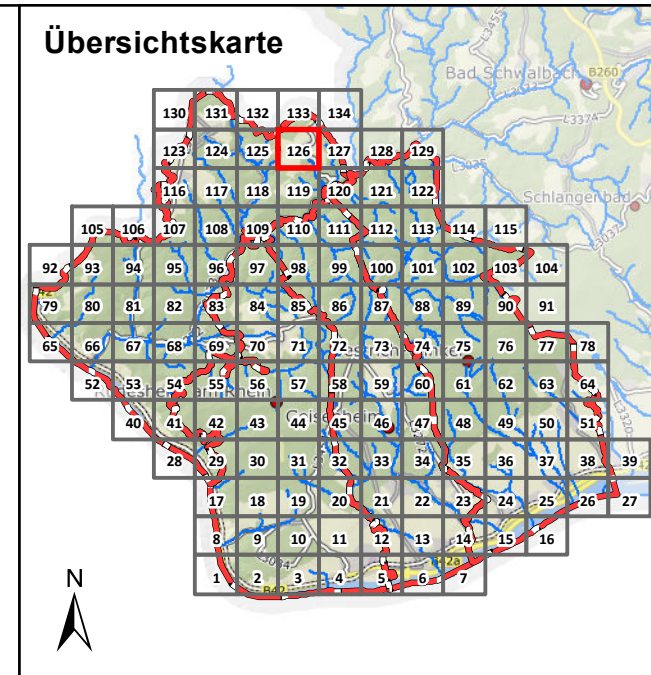 Übersichtskarte
Bad Schwalbach
B260
L3455
L3374
130 131 132 133 134
123 124 125 126 127 128 129
L3035
116 117 118 119 120 121 122
Schlangenbad
L3037
105 106 107 108 109 110 111 112 113 114 115
92 93 94 95 96 97 98 99 100 101 102 103 104
79 80 81 82 83 84 85 86 87 88 89 90 91
65 66 67 68 69 70 71 72 73 74 75 76 77 78
52 53 54 55 56 57 58 59 60 61 62 63 64
L3320
40 41 42 43 44 45 46 47 48 49 50 51
28 29 30 31 32 33 34 35 36 37 38 39
17 18 19 20 21 22 23 24 25 26 27
8 9 10 11 12 13 14 15 16
L3034
B42a
1 2 3 4 5 6 7
B42
N